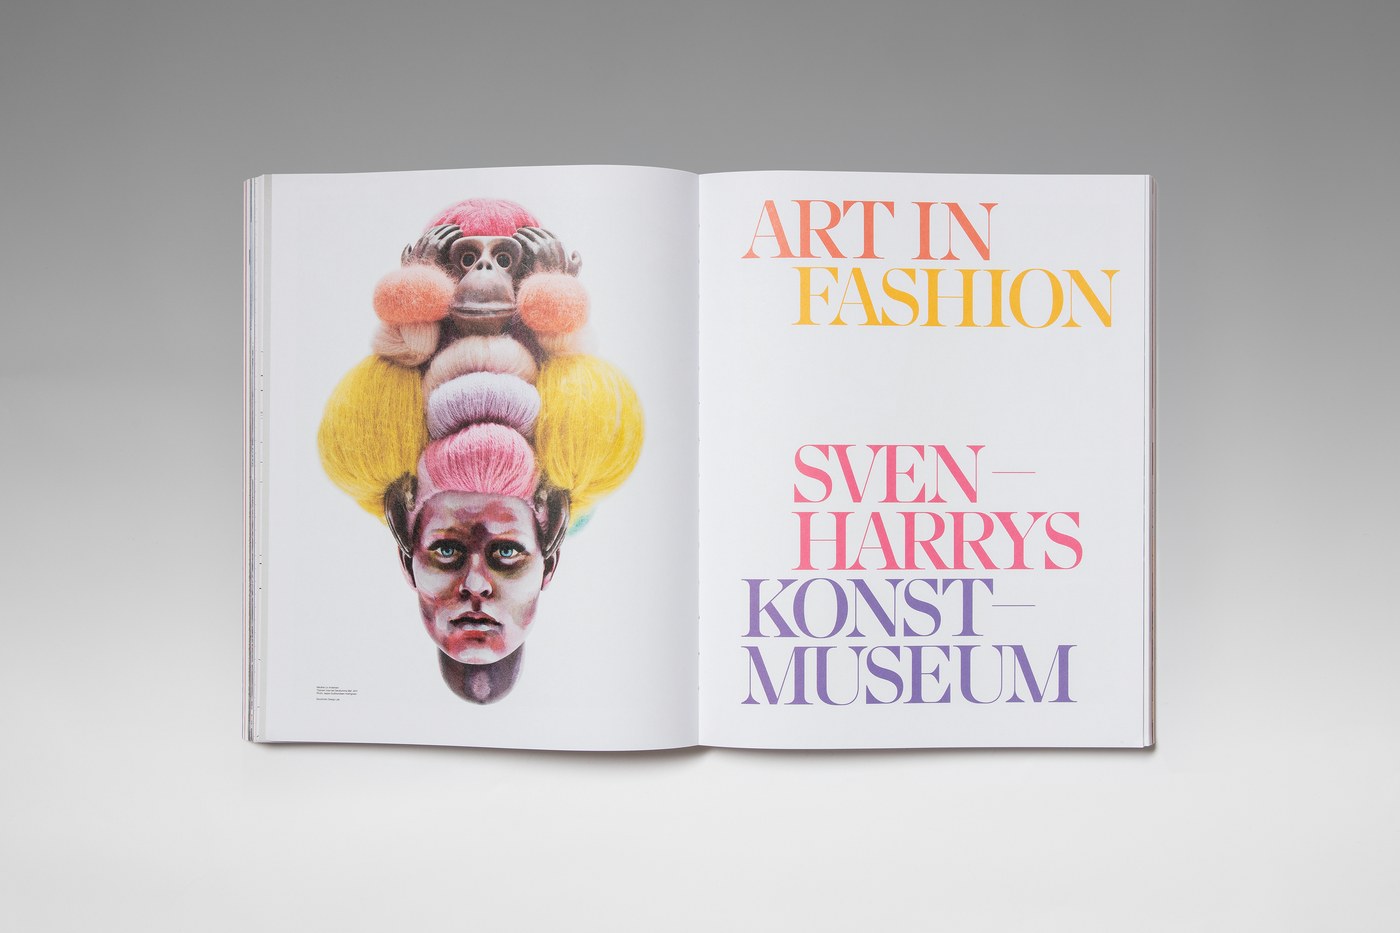 ART IN
FASHION
SVEN—
HARRYS
KONST—
MUSEUM